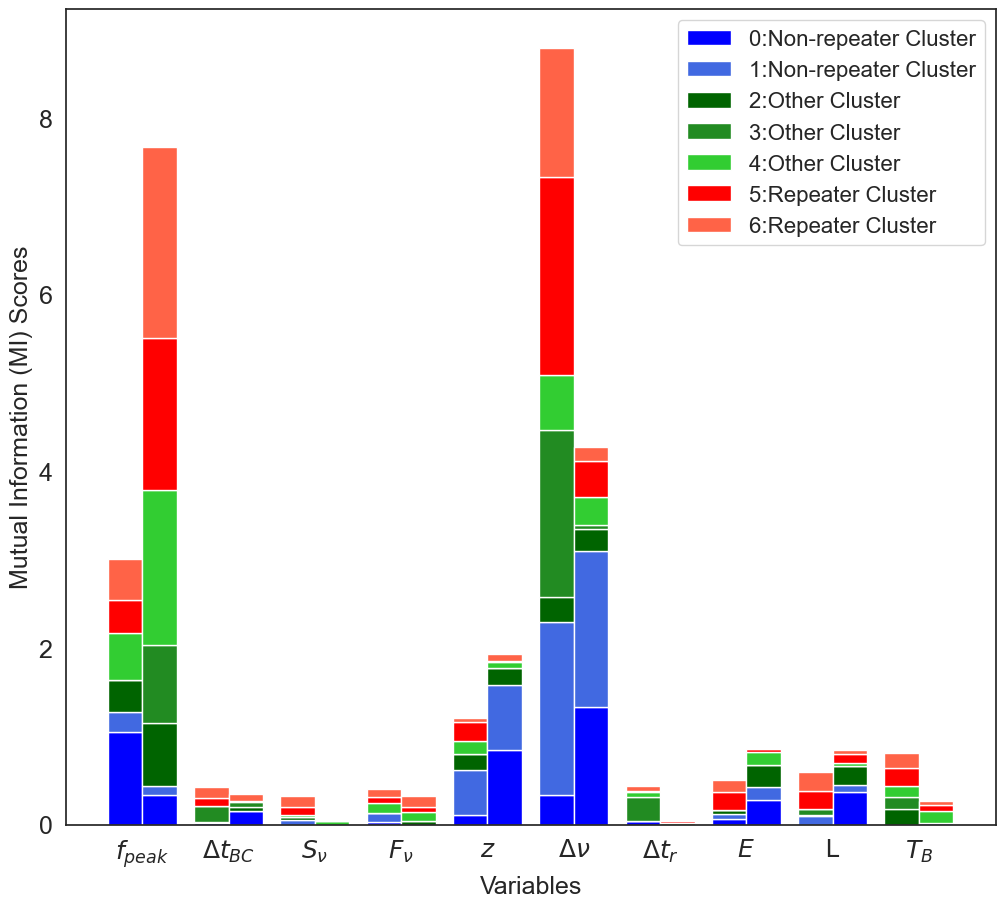 0:Non-repeater Cluster
1:Non-repeater Cluster
2:Other Cluster
3:Other Cluster
4:Other Cluster
5:Repeater Cluster
6:Repeater Cluster
Mutual Information (MI) Scores
8
6
4
2
0
f_peak Δt_BC S_ν F_ν z Δν Δt_r E L T_B
Variables